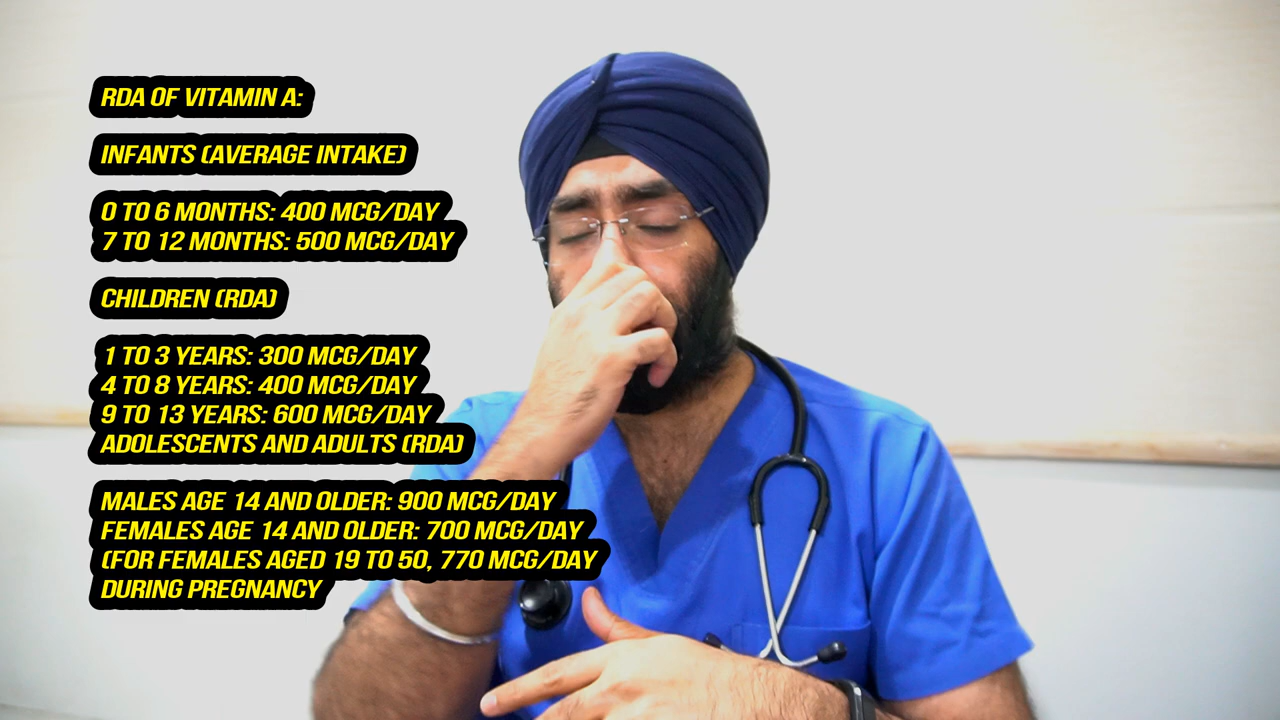 RDA OF VITAMIN A:
INFANTS (AVERAGE INTAKE)
0 TO 6 MONTHS: 400 MCG/DAY
7 TO 12 MONTHS: 500 MCG/DAY
CHILDREN (RDA)
1 TO 3 YEARS: 300 MCG/DAY
4 TO 8 YEARS: 400 MCG/DAY
9 TO 13 YEARS: 600 MCG/DAY
ADOLESCENTS AND ADULTS (RDA)
MALES AGE 14 AND OLDER: 900 MCG/DAY
FEMALES AGE 14 AND OLDER: 700 MCG/DAY
(FOR FEMALES AGED 19 TO 50, 770 MCG/DAY
DURING PREGNANCY